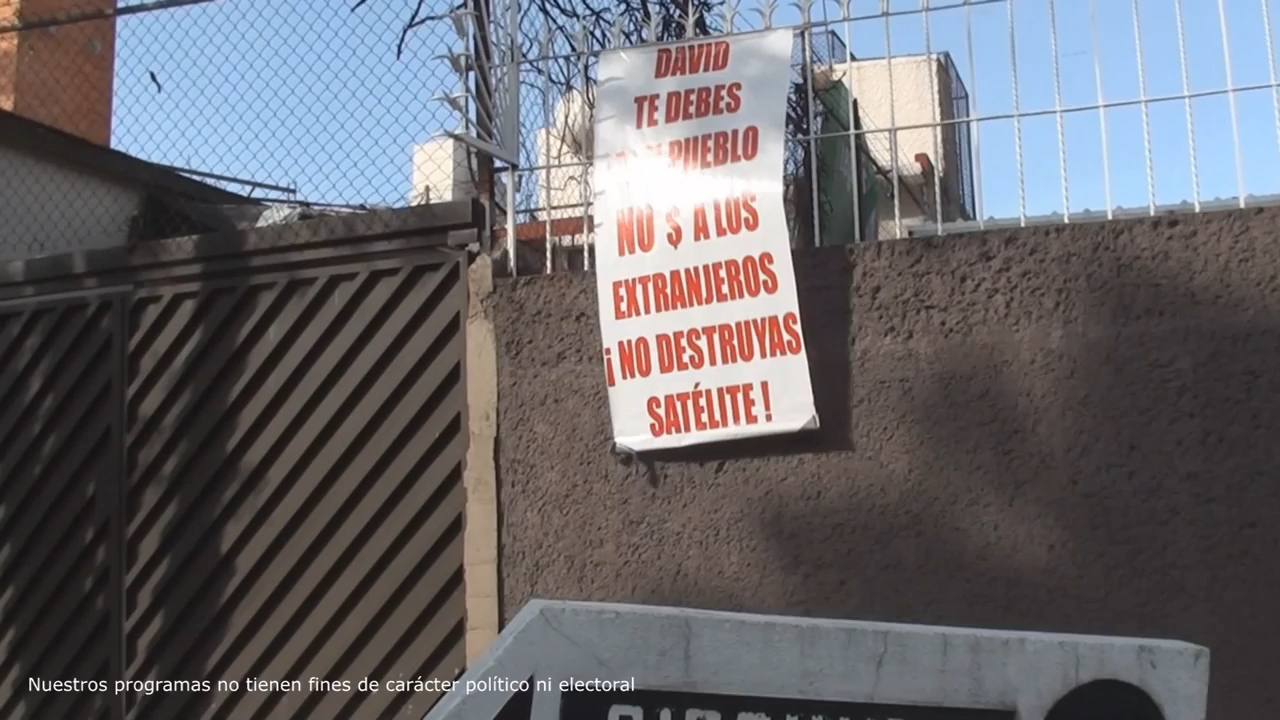 DAVID
TE DEBES
PUEBLO
NO $ A LOS
EXTRANJEROS
¡ NO DESTRUYAS
SATÉLITE !
Nuestros programas no tienen fines de carácter político ni electoral